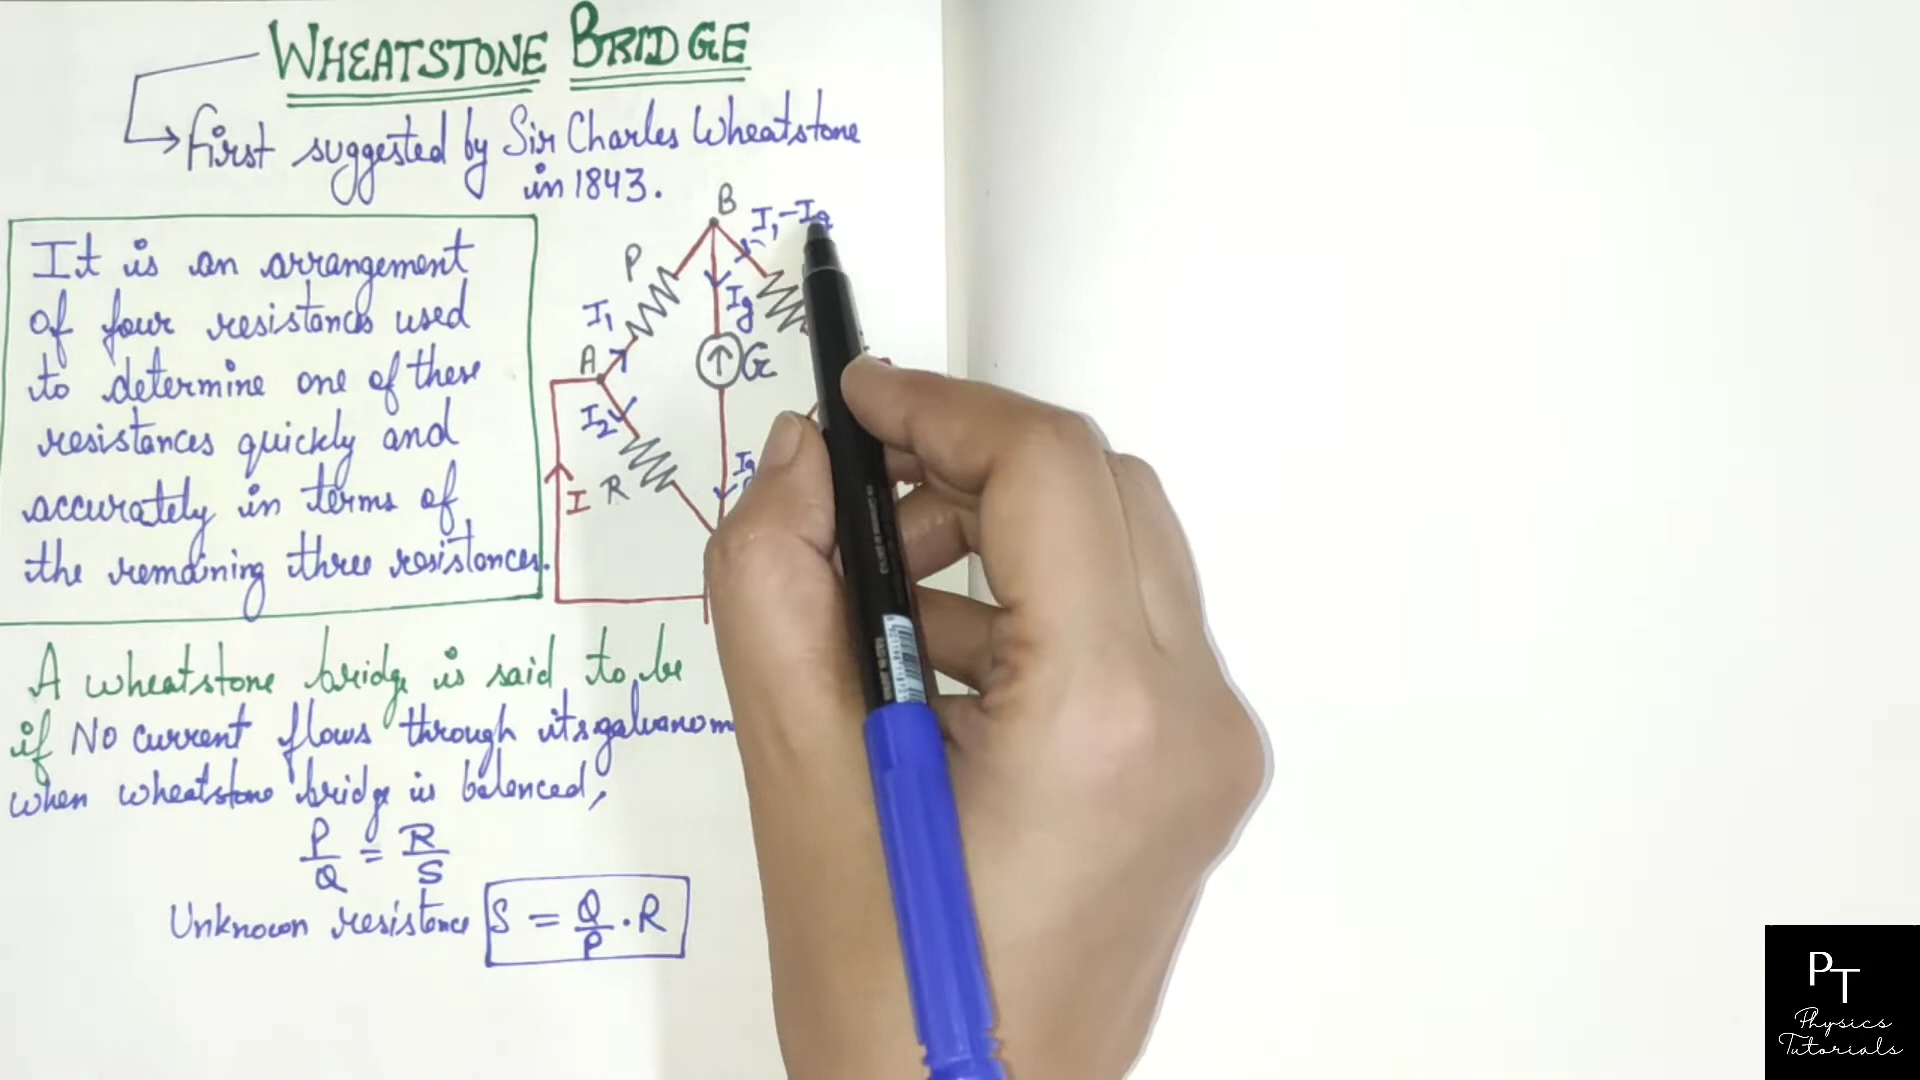 WHEATSTONE BRIDGE
First suggested by Sir Charles Wheatstone
in 1843.
It is an arrangement
of four resistances used
to determine one of these
resistances quickly and
accurately in terms of
the remaining three resistances.
B
I1-Ig
P
I1
Ig
A
G
I2
Ig
I
R
A wheatstone bridge is said to be
if NO current flows through its
when wheatstone bridge is balenced,
P/Q = R/S
Unknown resistance S = Q/P . R
PT
Physics
Tutorials